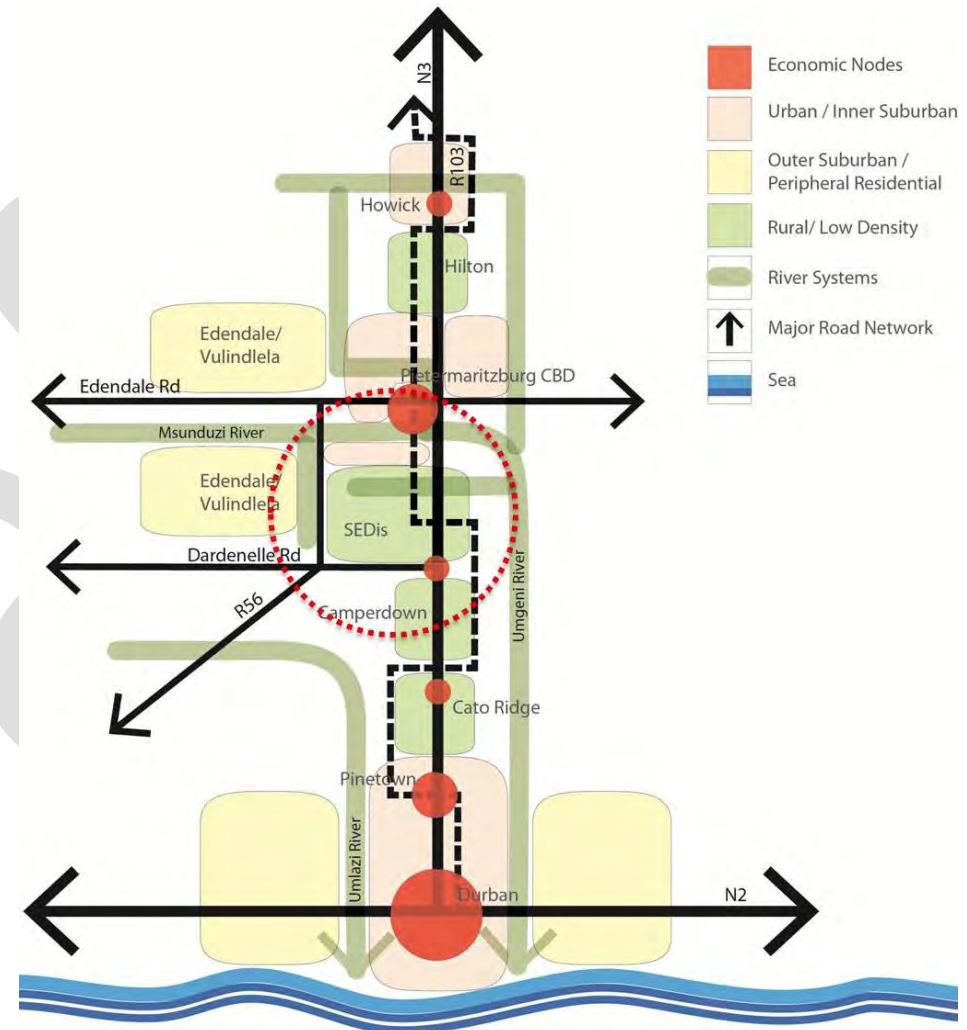 N3
R103
Howick
Hilton
Edendale/
Vulindlela
Pietermaritzburg CBD
Edendale Rd
Msunduzi River
Edendale/
Vulindlela
SEDis
Dardenelle Rd
R56
Camperdown
Umgeni River
Cato Ridge
Pinetown
Umlazi River
Durban
N2
Economic Nodes
Urban / Inner Suburban
Outer Suburban /
Peripheral Residential
Rural/ Low Density
River Systems
Major Road Network
Sea